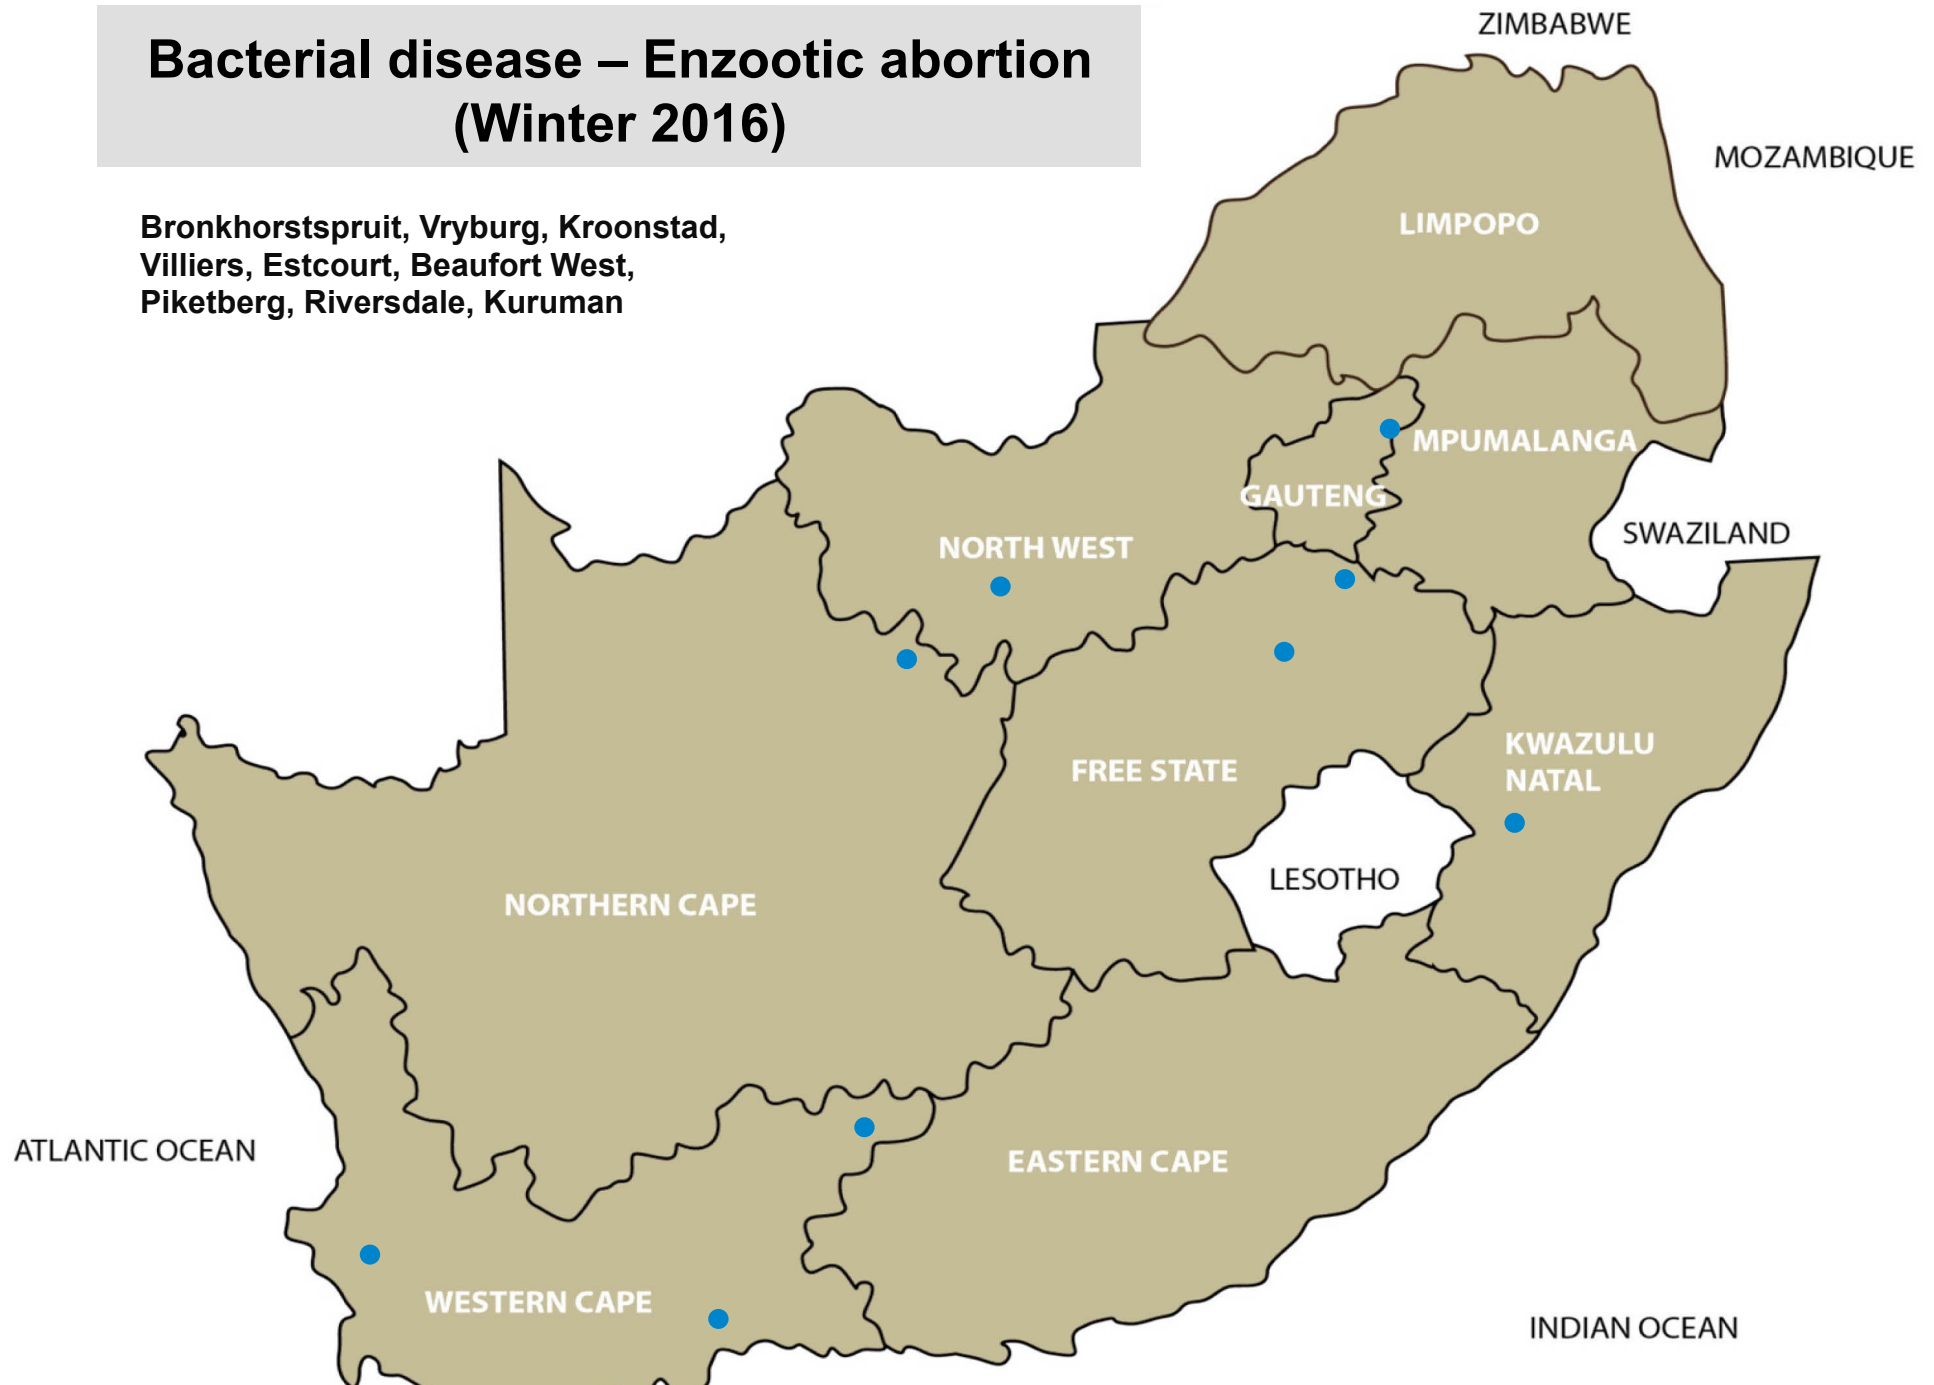 Bacterial disease – Enzootic abortion
(Winter 2016)
Bronkhorstspruit, Vryburg, Kroonstad,
Villiers, Estcourt, Beaufort West,
Piketberg, Riversdale, Kuruman
ZIMBABWE
MOZAMBIQUE
LIMPOPO
MPUMALANGA
GAUTENG
SWAZILAND
NORTH WEST
KWAZULU
NATAL
FREE STATE
LESOTHO
NORTHERN CAPE
ATLANTIC OCEAN
EASTERN CAPE
WESTERN CAPE
INDIAN OCEAN